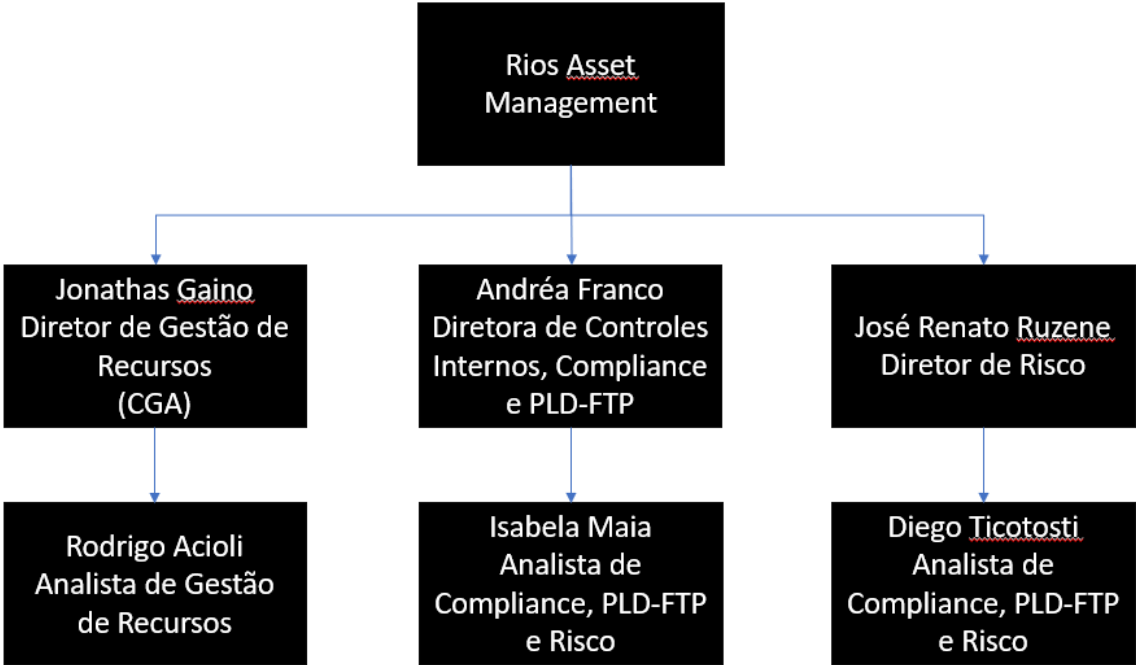 Rios Asset
Management
Jonathas Gaino
Diretor de Gestão de
Recursos
(CGA)
Andréa Franco
Diretora de Controles
Internos, Compliance
e PLD-FTP
José Renato Ruzene
Diretor de Risco
Rodrigo Acioli
Analista de Gestão
de Recursos
Isabela Maia
Analista de
Compliance, PLD-FTP
e Risco
Diego Ticotosti
Analista de
Compliance, PLD-FTP
e Risco